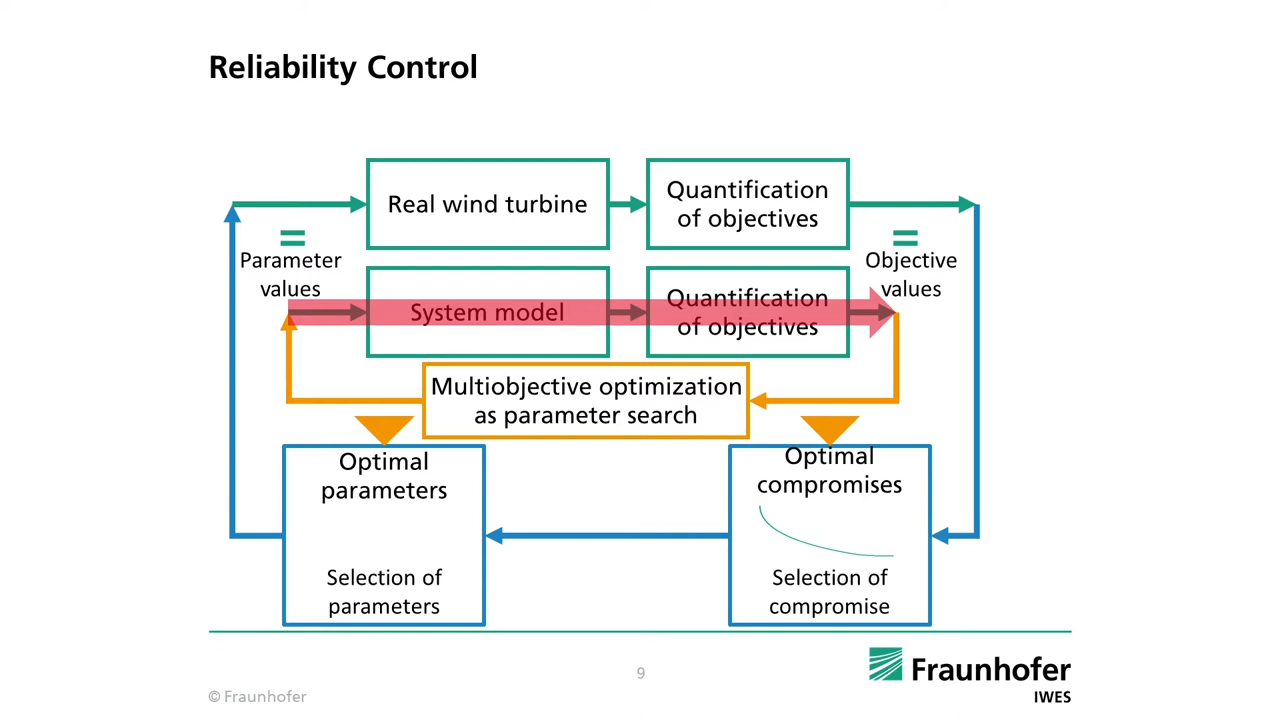 Reliability Control
Real wind turbine
Quantification
of objectives
=
=
Parameter
values
Objective
values
System model
Quantification
of objectives
Multiobjective optimization
as parameter search
Optimal
parameters
Selection of
parameters
Optimal
compromises
Selection of
compromise
9
© Fraunhofer
Fraunhofer
IWES